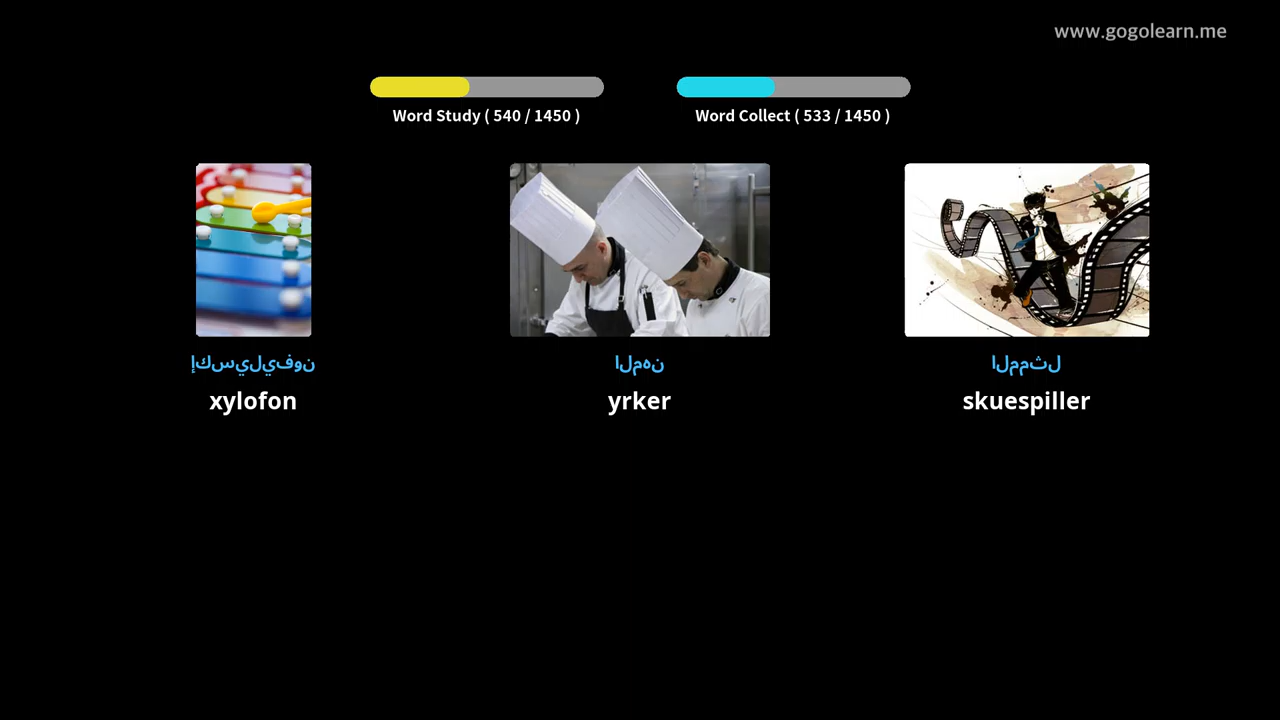 www.gogolearn.me
Word Study ( 540 / 1450 )
Word Collect ( 533 / 1450 )
إكسيليفون
xylofon
المهن
yrker
الممثل
skuespiller